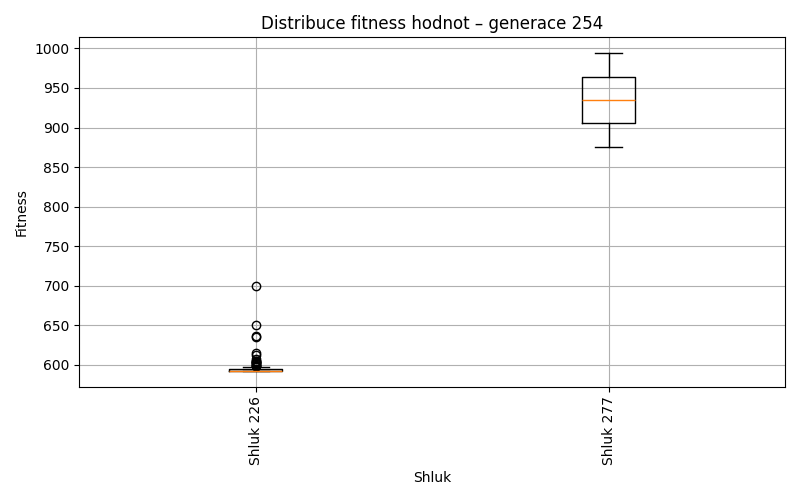 Distribuce fitness hodnot – generace 254
Fitness
1000
950
900
850
800
750
700
650
600
Shluk 226
Shluk 277
Shluk